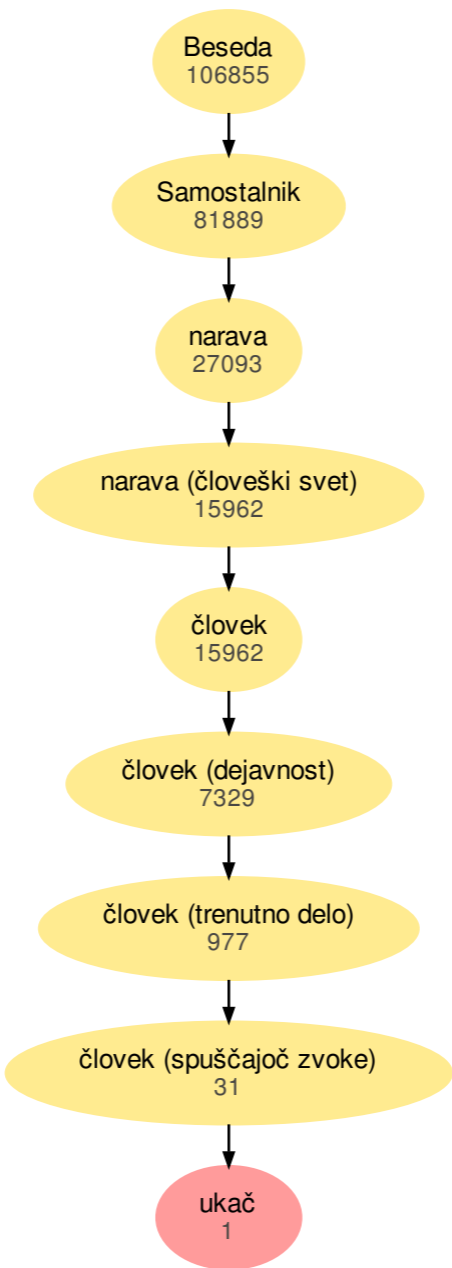 Beseda
106855
Samostalnik
81889
narava
27093
narava (človeški svet)
15962
človek
15962
človek (dejavnost)
7329
človek (trenutno delo)
977
človek (spuščajoč zvoke)
31
ukač
1